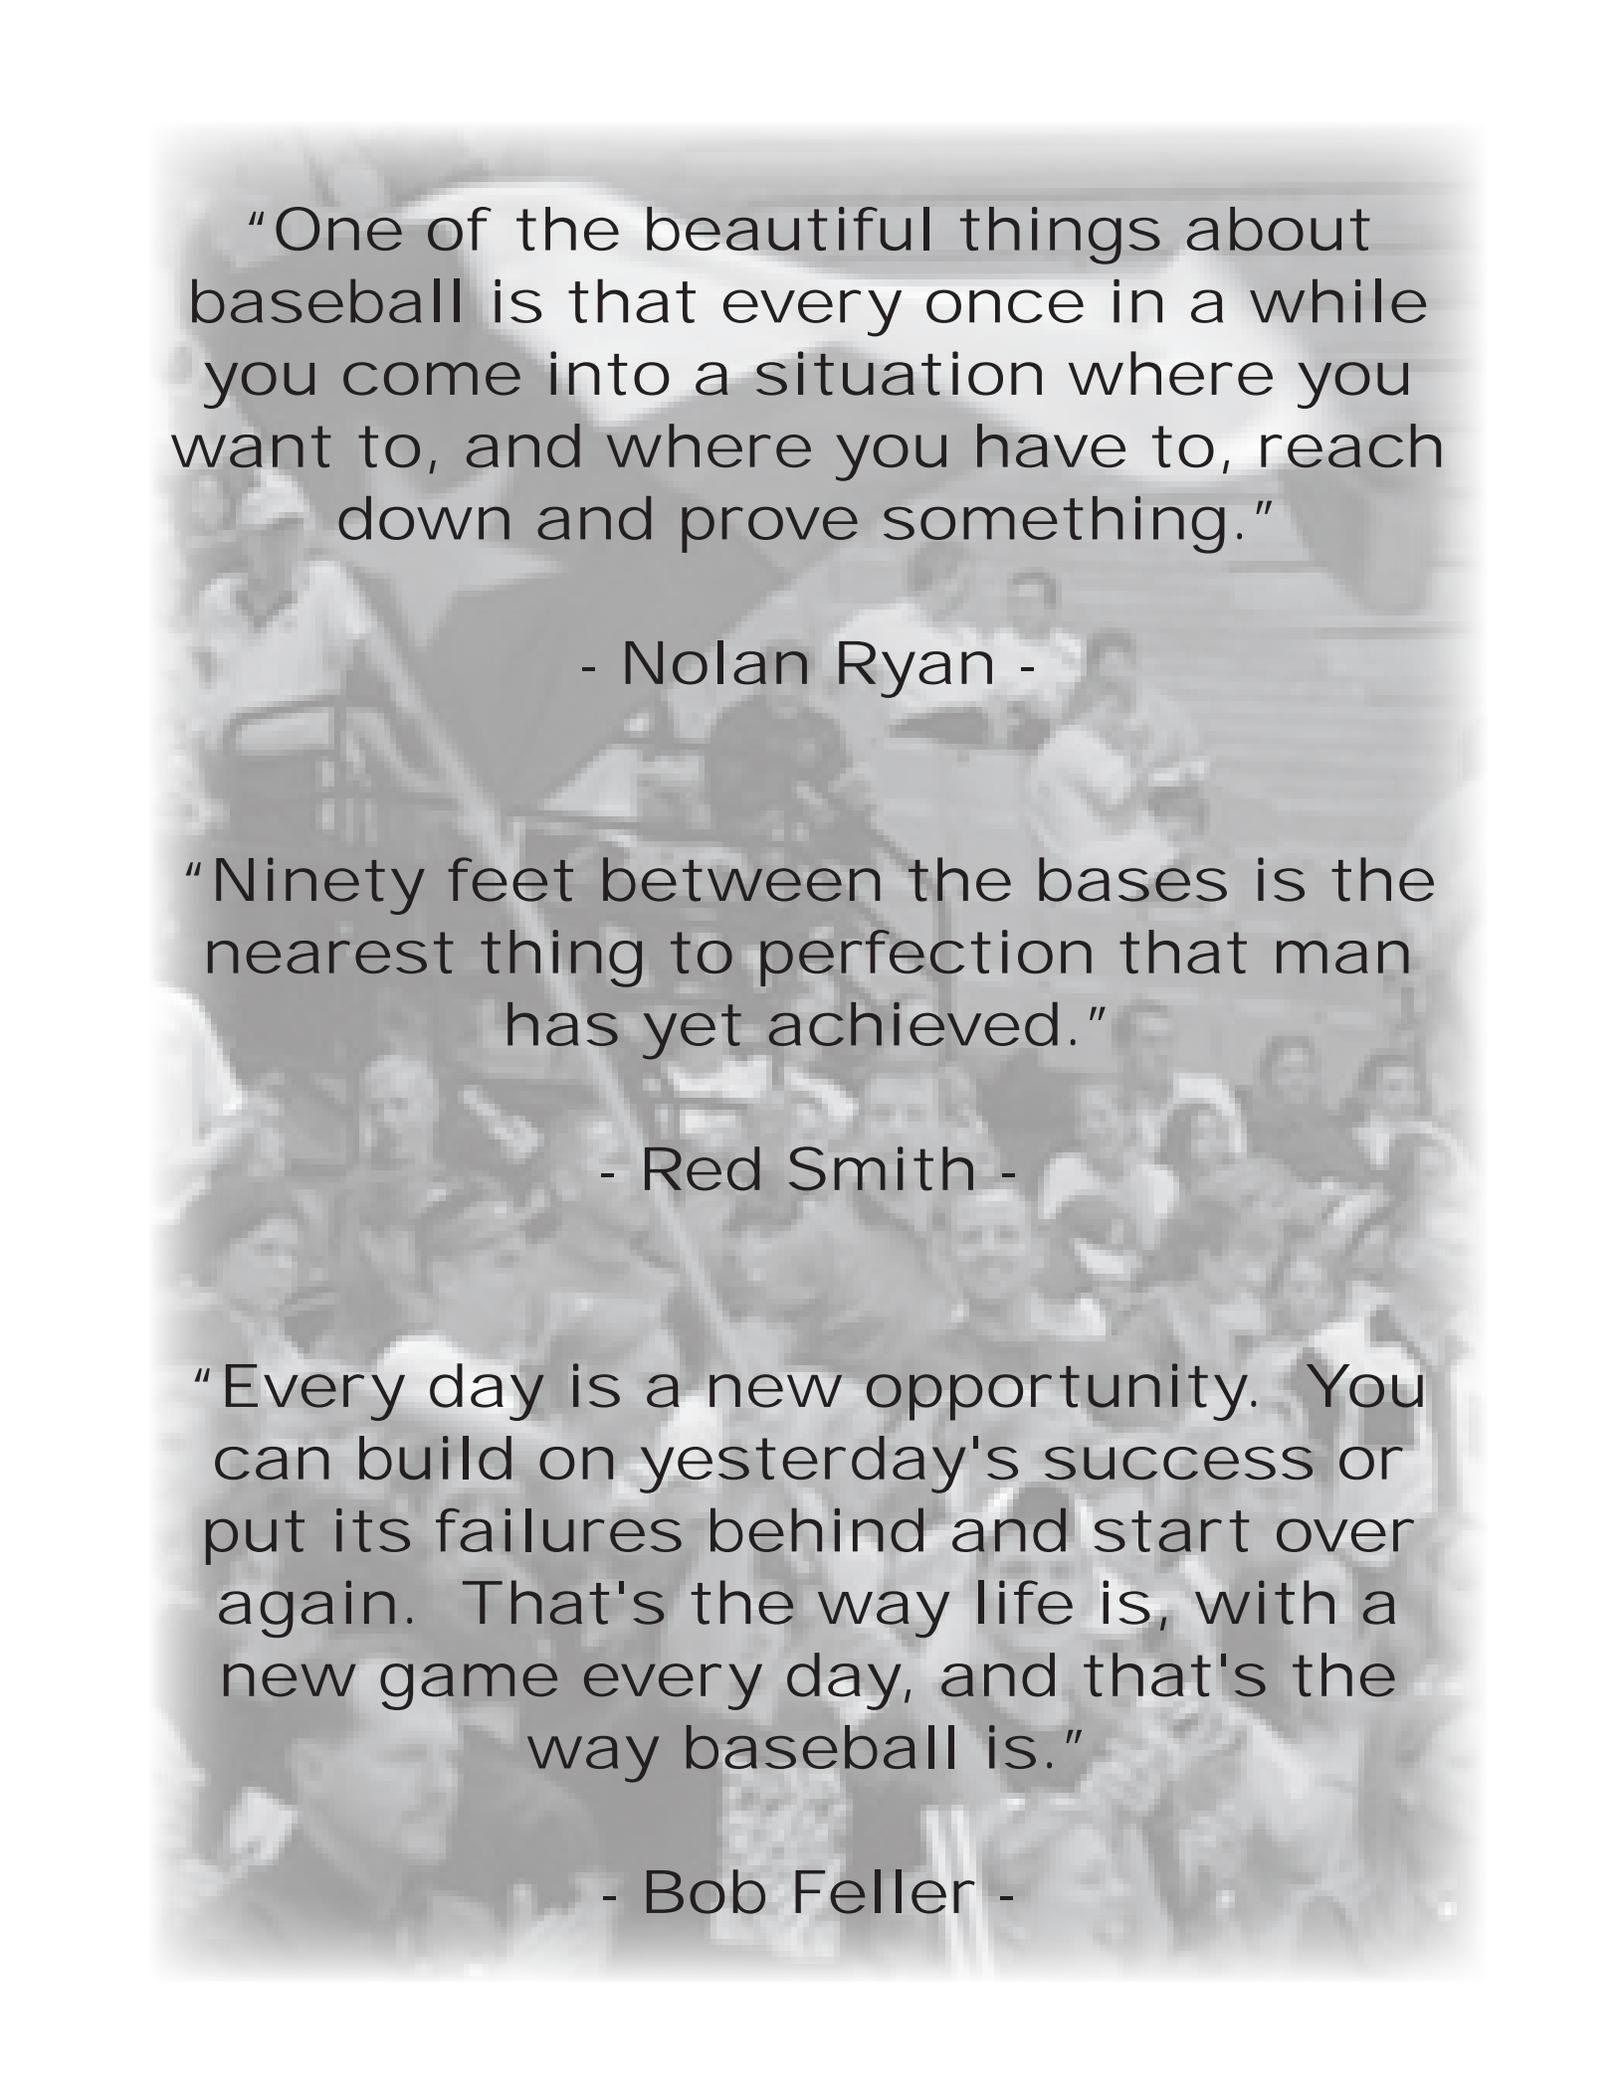 “One of the beautiful things about
baseball is that every once in a while
you come into a situation where you
want to, and where you have to, reach
down and prove something.”
- Nolan Ryan -
“Ninety feet between the bases is the
nearest thing to perfection that man
has yet achieved.”
- Red Smith -
“Every day is a new opportunity.  You
can build on yesterday's success or
put its failures behind and start over
again.  That's the way life is, with a
new game every day, and that's the
way baseball is.”
- Bob Feller -